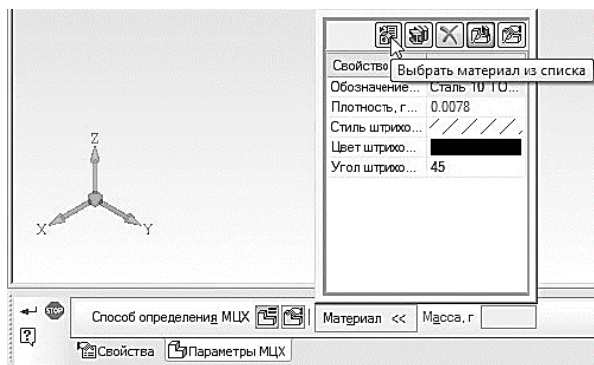 Свойство
Выбрать материал из списка
Обозначение... Сталь 10 ГО...
Плотность, г... 0.0078
Стиль штрихо...
Цвет штрихо...
Угол штрихо... 45
Z
X Y
STOP Способ определения МЦХ Материал << Масса, г
?
Свойства Параметры МЦХ